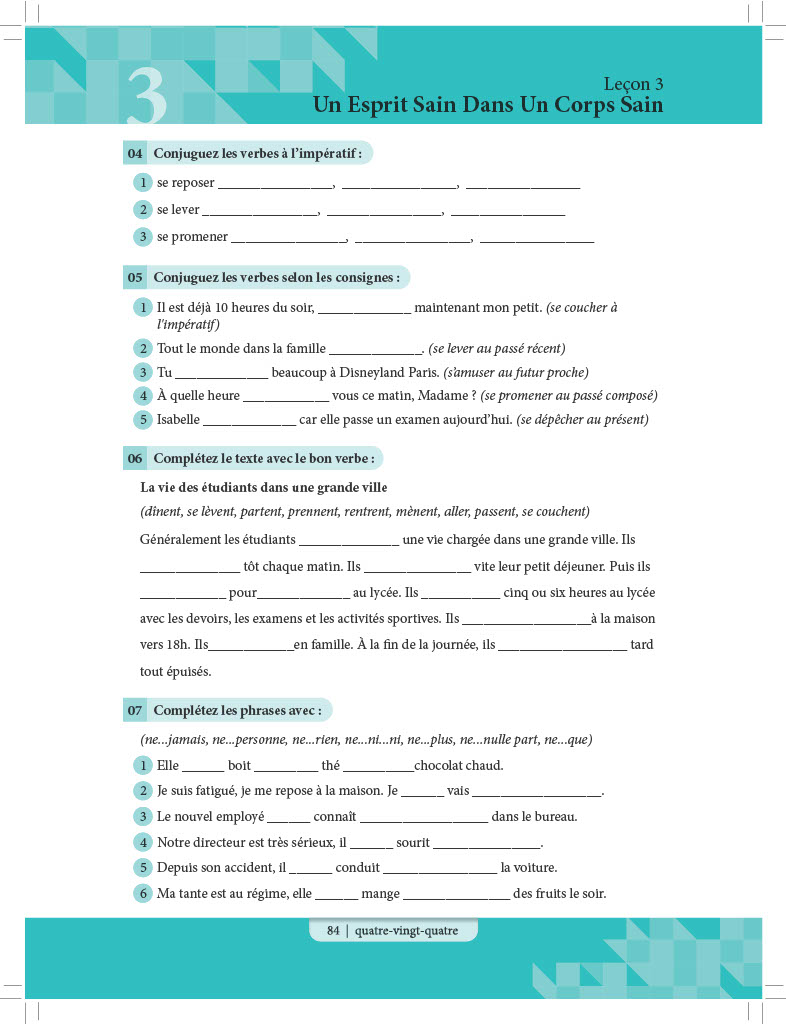 3
Leçon 3
Un Esprit Sain Dans Un Corps Sain
04 Conjuguez les verbes à l'impératif :
1 se reposer ________________, ________________, ________________
2 se lever ________________, ________________, ________________
3 se promener ________________, ________________, ________________
05 Conjuguez les verbes selon les consignes :
1 Il est déjà 10 heures du soir, _____________ maintenant mon petit. (se coucher à
l'impératif)
2 Tout le monde dans la famille _____________. (se lever au passé récent)
3 Tu _____________ beaucoup à Disneyland Paris. (s'amuser au futur proche)
4 À quelle heure ____________ vous ce matin, Madame ? (se promener au passé composé)
5 Isabelle _____________ car elle passe un examen aujourd'hui. (se dépêcher au présent)
06 Complétez le texte avec le bon verbe :
La vie des étudiants dans une grande ville
(dînent, se lèvent, partent, prennent, rentrent, mènent, aller, passent, se couchent)
Généralement les étudiants ______________ une vie chargée dans une grande ville. Ils
______________ tôt chaque matin. Ils _______________ vite leur petit déjeuner. Puis ils
____________ pour_____________ au lycée. Ils ___________ cinq ou six heures au lycée
avec les devoirs, les examens et les activités sportives. Ils __________________à la maison
vers 18h. Ils____________en famille. À la fin de la journée, ils __________________ tard
tout épuisés.
07 Complétez les phrases avec :
(ne...jamais, ne...personne, ne...rien, ne...ni...ni, ne...plus, ne...nulle part, ne...que)
1 Elle ______ boit _________ thé __________chocolat chaud.
2 Je suis fatigué, je me repose à la maison. Je ______ vais __________________.
3 Le nouvel employé ______ connaît __________________ dans le bureau.
4 Notre directeur est très sérieux, il ______ sourit _______________.
5 Depuis son accident, il ______ conduit ________________ la voiture.
6 Ma tante est au régime, elle ______ mange _______________ des fruits le soir.
84 | quatre-vingt-quatre